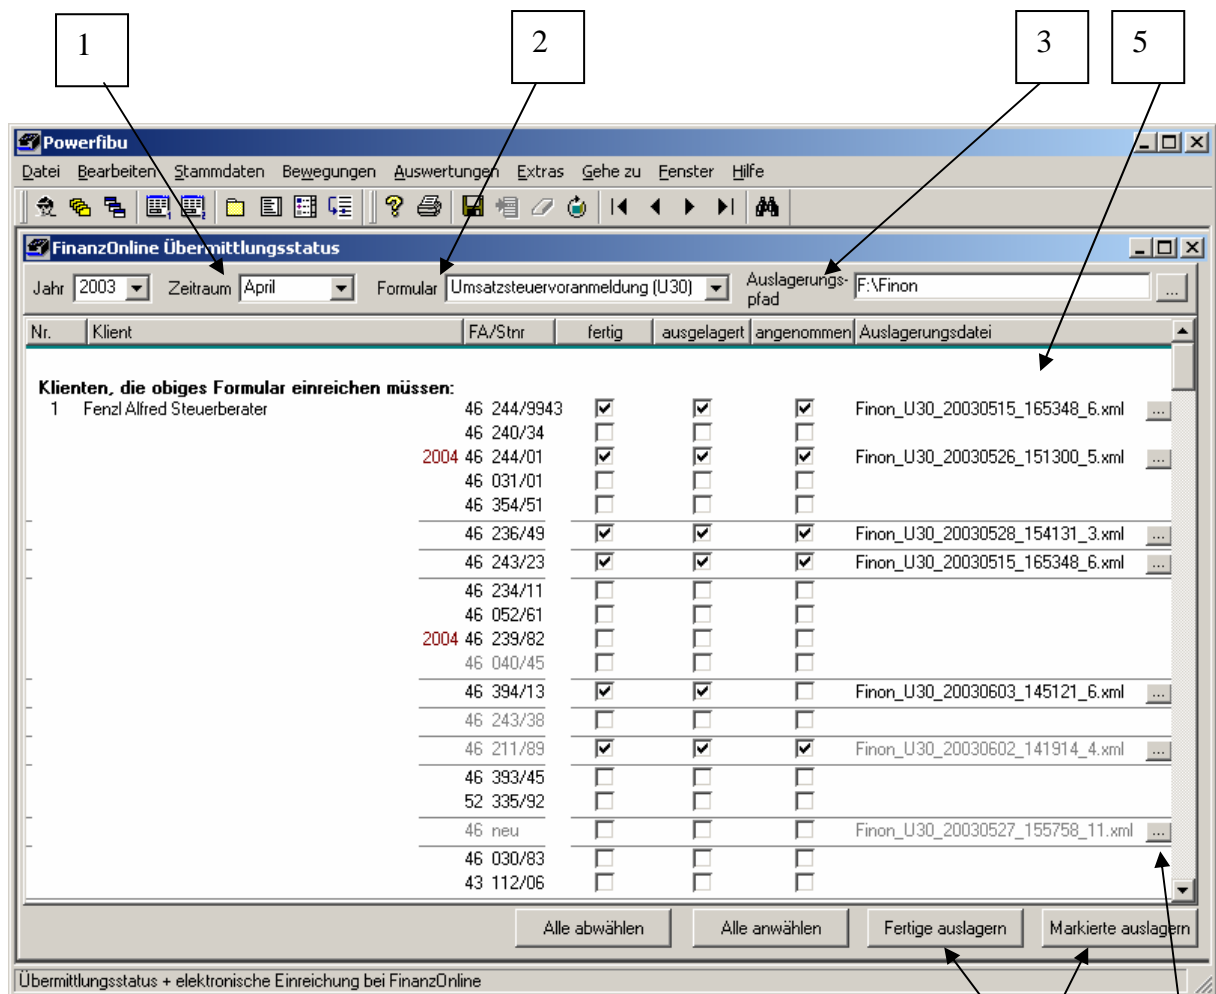 1
2
3
5
Powerfibu
Datei Bearbeiten Stammdaten Bewegungen Auswertungen Extras Gehe zu Fenster Hilfe
FinanzOnline Übermittlungsstatus
Jahr 2003 Zeitraum April Formular Umsatzsteuervoranmeldung (U30) Auslagerungs-
pfad F:\Finon ...
Nr. Klient FA/Stnr fertig ausgelagert angenommen Auslagerungsdatei
Klienten, die obiges Formular einreichen müssen:
1 Fenzl Alfred Steuerberater 46 244/9943 Finon_U30_20030515_165348_6.xml ...
46 240/34
2004 46 244/01 Finon_U30_20030526_151300_5.xml ...
46 031/01
46 354/51
46 236/49 Finon_U30_20030528_154131_3.xml ...
46 243/23 Finon_U30_20030515_165348_6.xml ...
46 234/11
46 052/61
2004 46 239/82
46 040/45
46 394/13 Finon_U30_20030603_145121_6.xml ...
46 243/38
46 211/89 Finon_U30_20030602_141914_4.xml ...
46 393/45
52 335/92
46 neu Finon_U30_20030527_155758_11.xml ...
46 030/83
43 112/06
Alle abwählen Alle anwählen Fertige auslagern Markierte auslagern
Übermittlungsstatus + elektronische Einreichung bei FinanzOnline